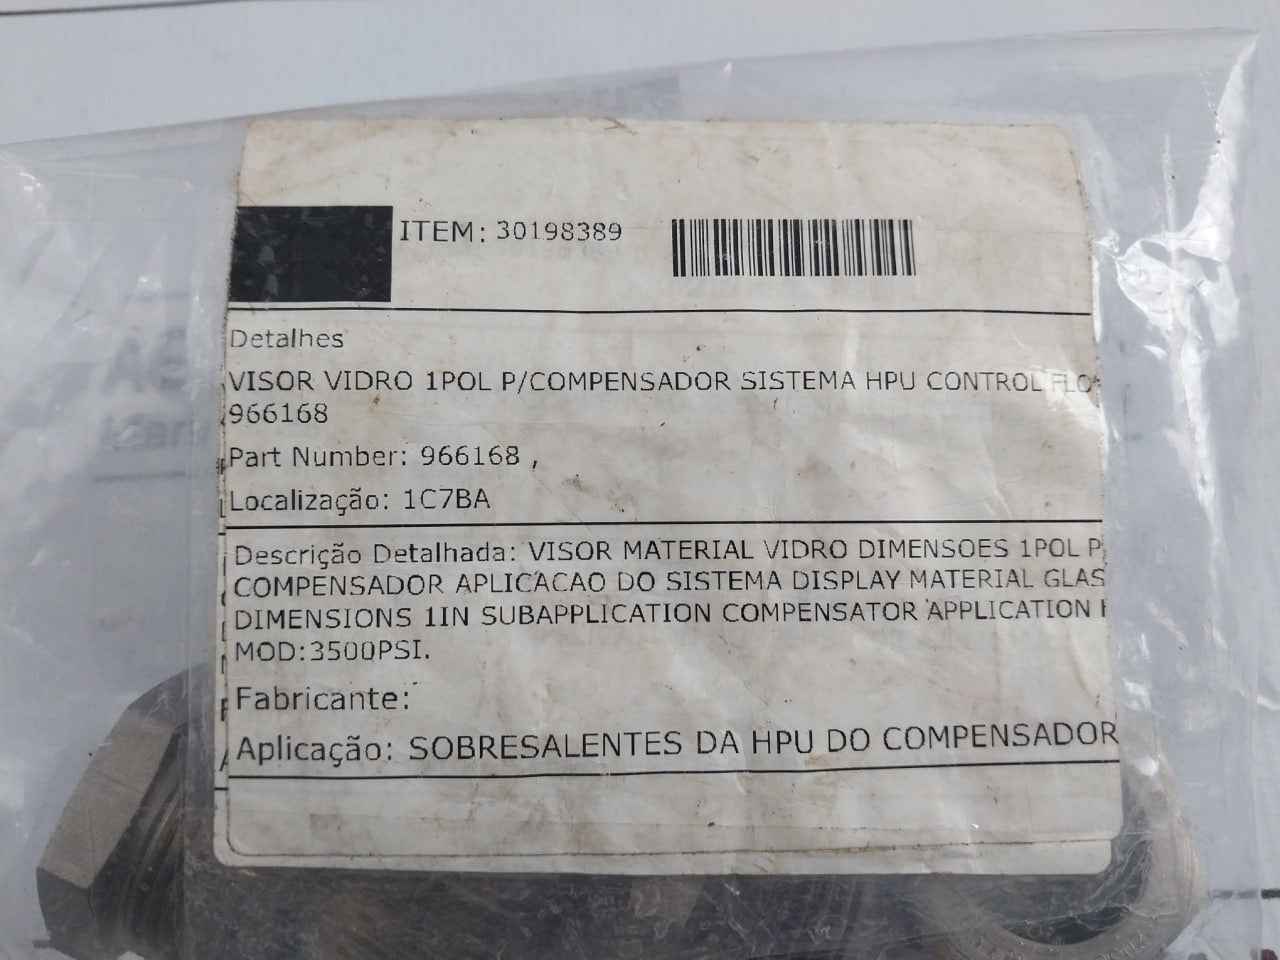 ITEM: 30198389
Detalhes
VISOR VIDRO 1POL P/COMPENSADOR SISTEMA HPU CONTROL FLO
966168
Part Number: 966168 ,
Localização: 1C7BA
Descrição Detalhada: VISOR MATERIAL VIDRO DIMENSOES 1POL P
COMPENSADOR APLICACAO DO SISTEMA DISPLAY MATERIAL GLAS
DIMENSIONS 1IN SUBAPPLICATION COMPENSATOR APPLICATION
MOD:3500PSI.
Fabricante:
Aplicação: SOBRESALENTES DA HPU DO COMPENSADOR